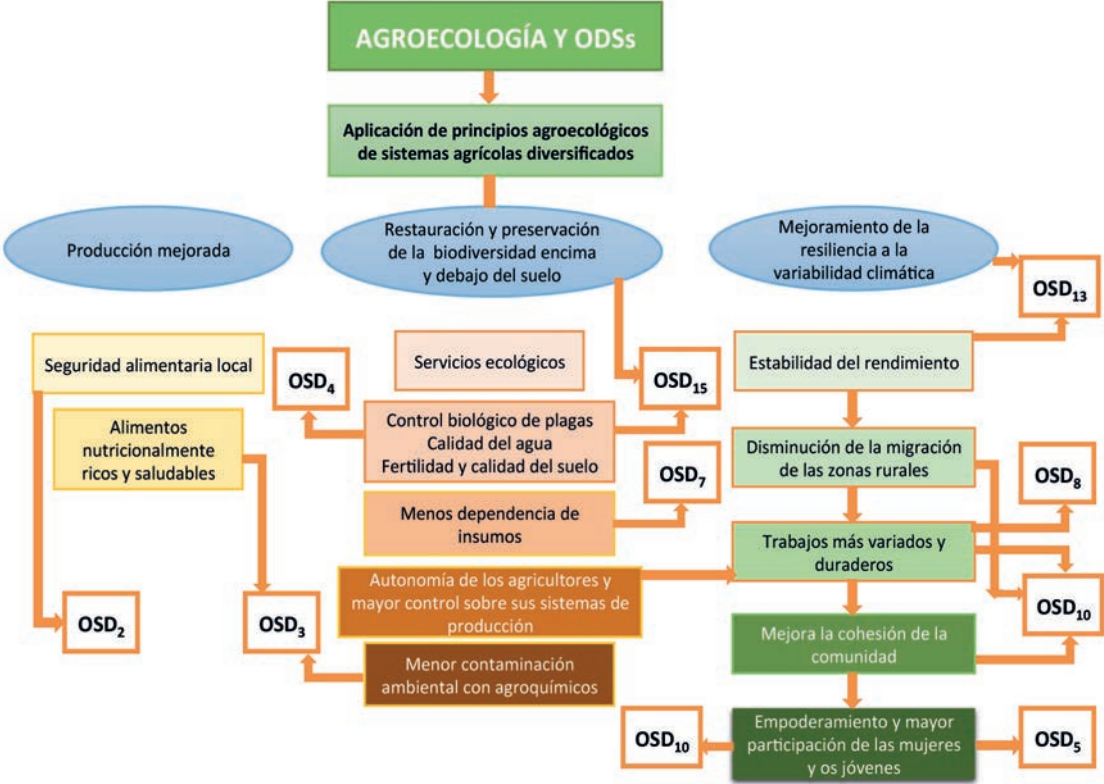 AGROECOLOGÍA Y ODSs
Aplicación de principios agroecológicos
de sistemas agrícolas diversificados
Producción mejorada
Restauración y preservación
de la biodiversidad encima
y debajo del suelo
Mejoramiento de la
resiliencia a la
variabilidad climática
OSD13
Seguridad alimentaria local
OSD4
Servicios ecológicos
OSD15
Estabilidad del rendimiento
Alimentos
nutricionalmente
ricos y saludables
Control biológico de plagas
Calidad del agua
Fertilidad y calidad del suelo
OSD7
Disminución de la migración
de las zonas rurales
OSD8
Menos dependencia de
insumos
Trabajos más variados y
duraderos
Autonomía de los agricultores y
mayor control sobre sus sistemas de
producción
OSD2
OSD3
OSD10
Mejora la cohesión de la
comunidad
Menor contaminación
ambiental con agroquímicos
OSD10
Empoderamiento y mayor
participación de las mujeres
y os jóvenes
OSD5